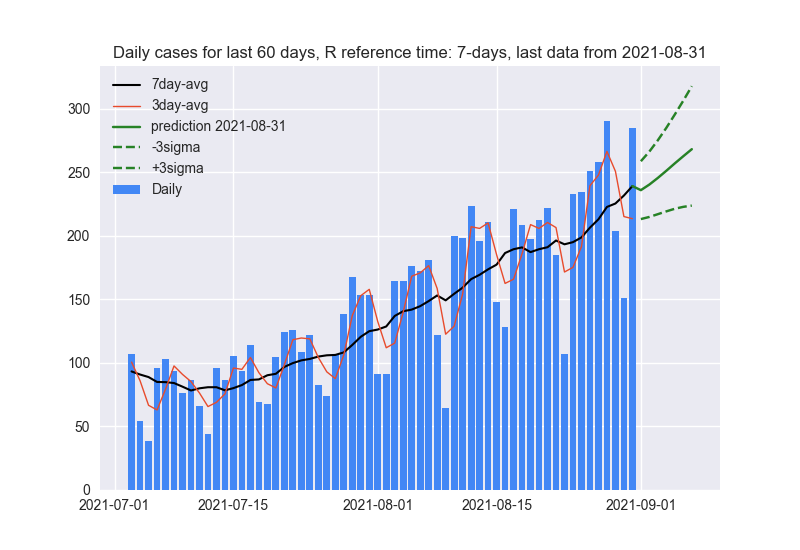 Daily cases for last 60 days, R reference time: 7-days, last data from 2021-08-31
7day-avg
3day-avg
prediction 2021-08-31
-3sigma
+3sigma
Daily
300
250
200
150
100
50
0
2021-07-01 2021-07-15 2021-08-01 2021-08-15 2021-09-01